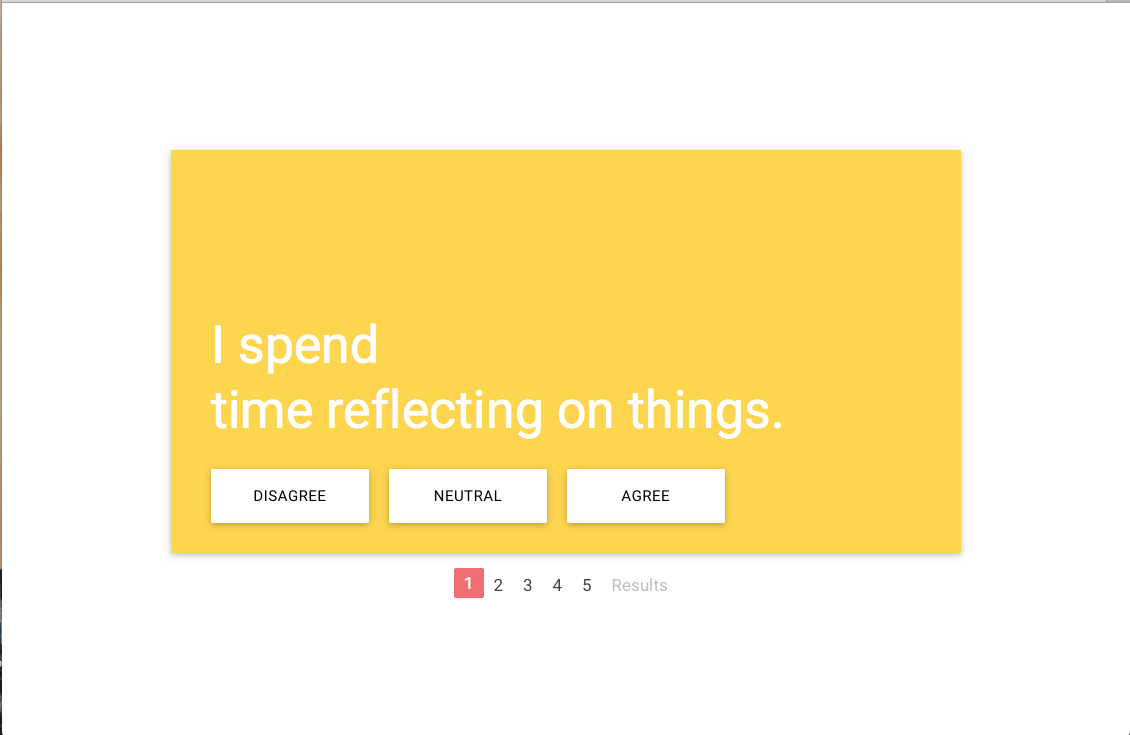 I spend
time reflecting on things.
DISAGREE NEUTRAL AGREE
1 2 3 4 5 Results